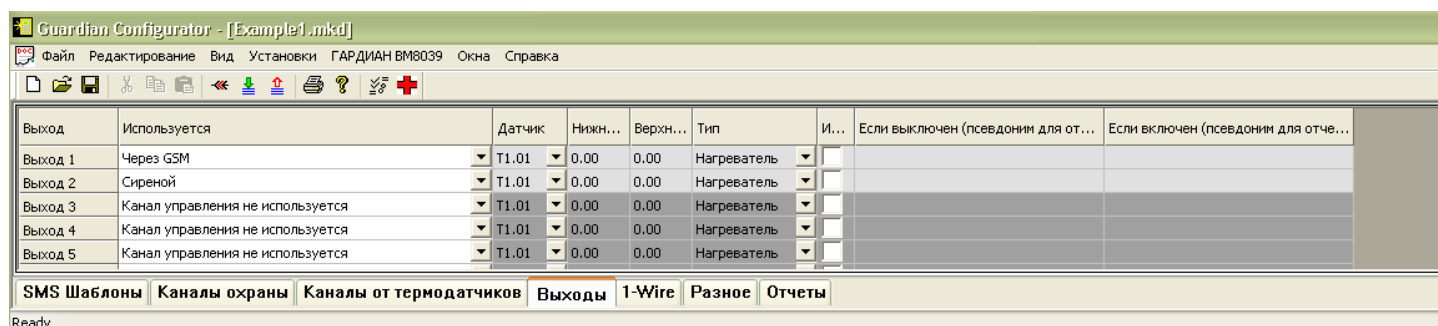 Guardian Configurator - [Example1.mkd]
Файл Редактирование Вид Установки ГАРДИАН ВМ8039 Окна Справка
Выход Используется Датчик Нижн... Верхн... Тип И... Если выключен (псевдоним для от... Если включен (псевдоним для отче...
Выход 1 Через GSM T1.01 0.00 0.00 Нагреватель
Выход 2 Сиреной T1.01 0.00 0.00 Нагреватель
Выход 3 Канал управления не используется T1.01 0.00 0.00 Нагреватель
Выход 4 Канал управления не используется T1.01 0.00 0.00 Нагреватель
Выход 5 Канал управления не используется T1.01 0.00 0.00 Нагреватель
SMS Шаблоны Каналы охраны Каналы от термодатчиков Выходы 1-Wire Разное Отчеты
Ready